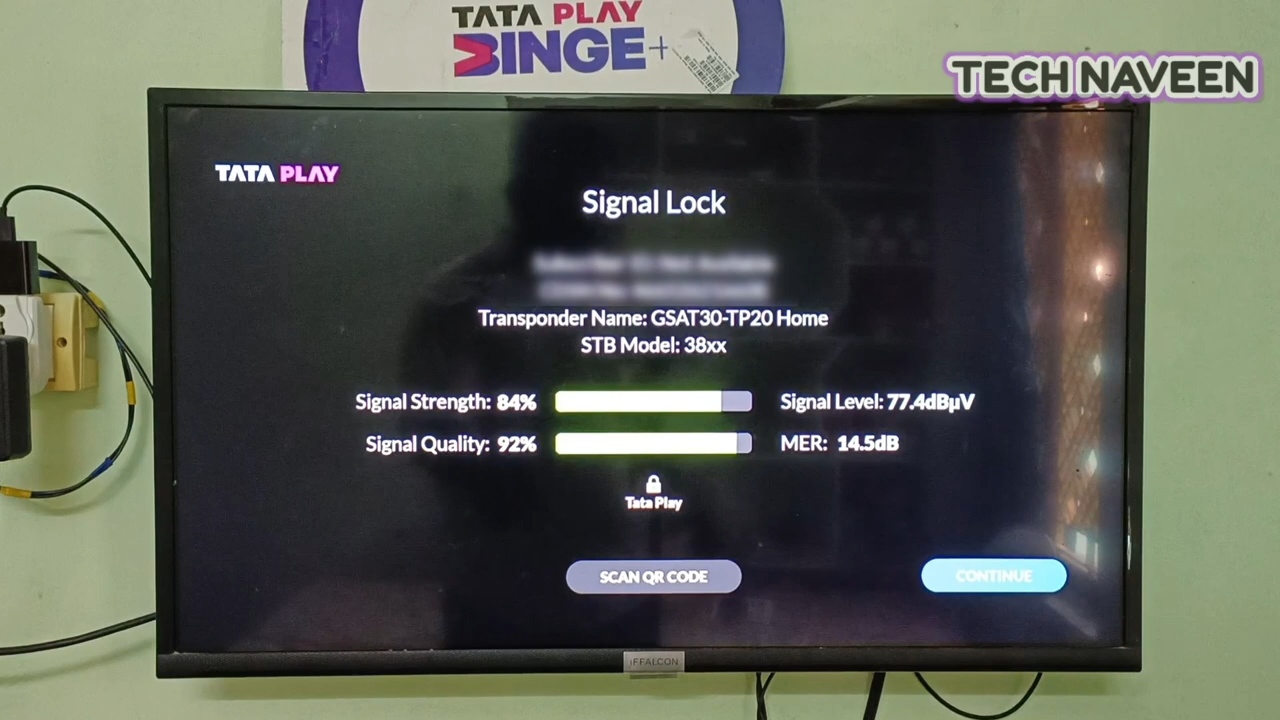 TATA PLAY
BINGE+
TECH NAVEEN
TATA PLAY
Signal Lock
Transponder Name: GSAT30-TP20 Home
STB Model: 38xx
Signal Strength: 84%
Signal Level: 77.4dBμV
Signal Quality: 92%
MER: 14.5dB
Tata Play
SCAN QR CODE
CONTINUE
iFFALCON